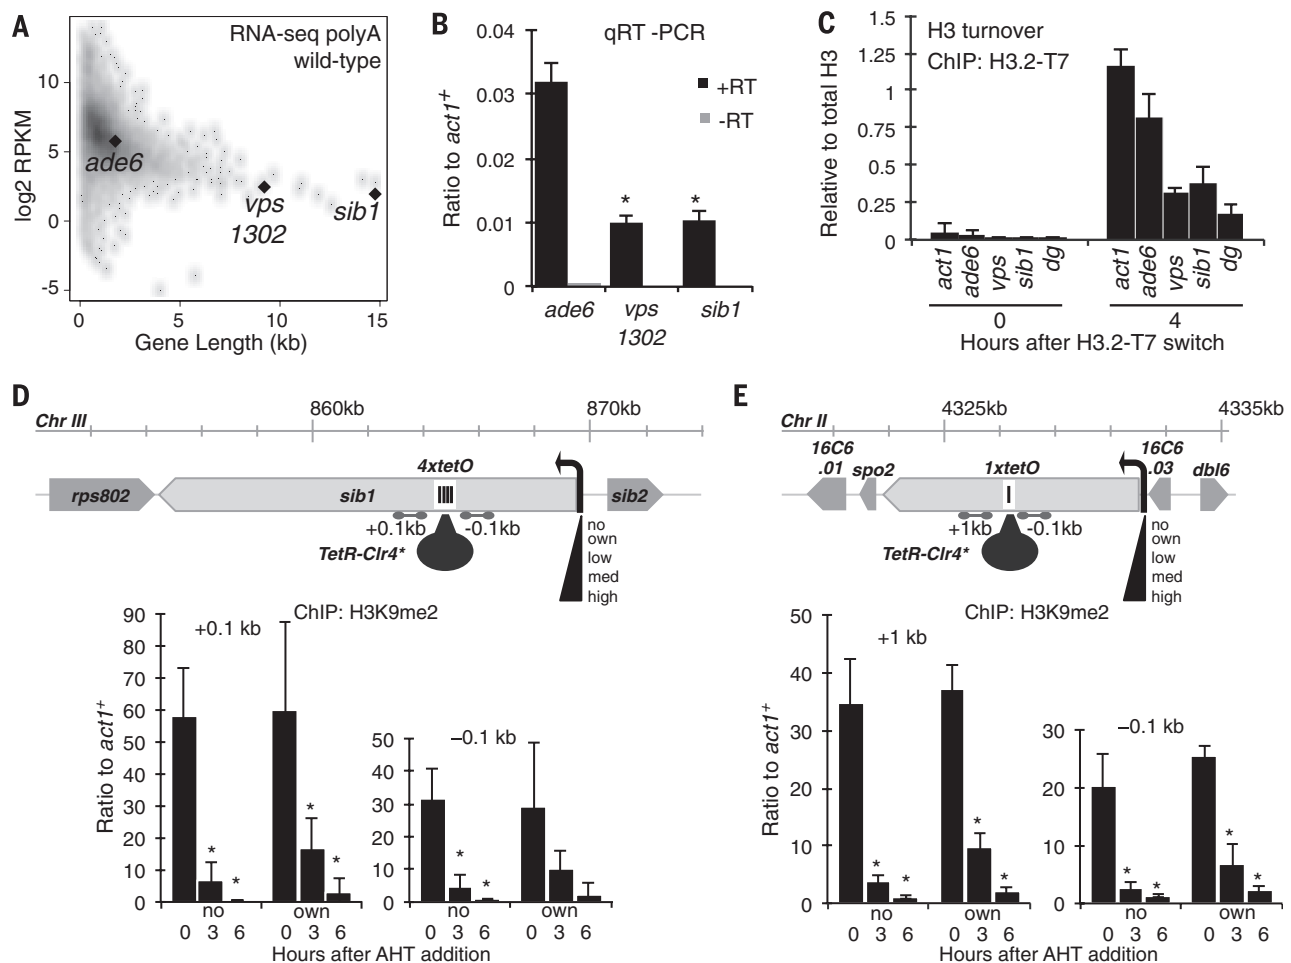 A
RNA-seq polyA
wild-type
log2 RPKM
10
5
0
-5
ade6
vps
1302
sib1
0
5
10
15
Gene Length (kb)
B
qRT -PCR
Ratio to act1+
0.04
0.03
0.02
0.01
0
+RT
-RT
*
*
ade6
vps
1302
sib1
C
H3 turnover
ChIP: H3.2-T7
Relative to total H3
1.5
1.25
1
0.75
0.5
0.25
0
act1
ade6
vps
sib1
dg
act1
ade6
vps
sib1
dg
0
4
Hours after H3.2-T7 switch
D
Chr III
860kb
870kb
4xtetO
rps802
sib1
sib2
+0.1kb
-0.1kb
TetR-Clr4*
no
own
low
med
high
ChIP: H3K9me2
Ratio to act1+
+0.1 kb
90
80
70
60
50
40
30
20
10
0
*
*
*
*
no
own
0 3 6
0 3 6
–0.1 kb
50
40
30
20
10
0
*
*
no
own
0 3 6
0 3 6
Hours after AHT addition
E
Chr II
4325kb
4335kb
16C6
.01
spo2
1xtetO
16C6
.03
dbl6
+1kb
-0.1kb
TetR-Clr4*
no
own
low
med
high
ChIP: H3K9me2
Ratio to act1+
+1 kb
50
40
30
20
10
0
*
*
*
*
no
own
0 3 6
0 3 6
–0.1 kb
30
20
10
0
*
*
*
*
no
own
0 3 6
0 3 6
Hours after AHT addition